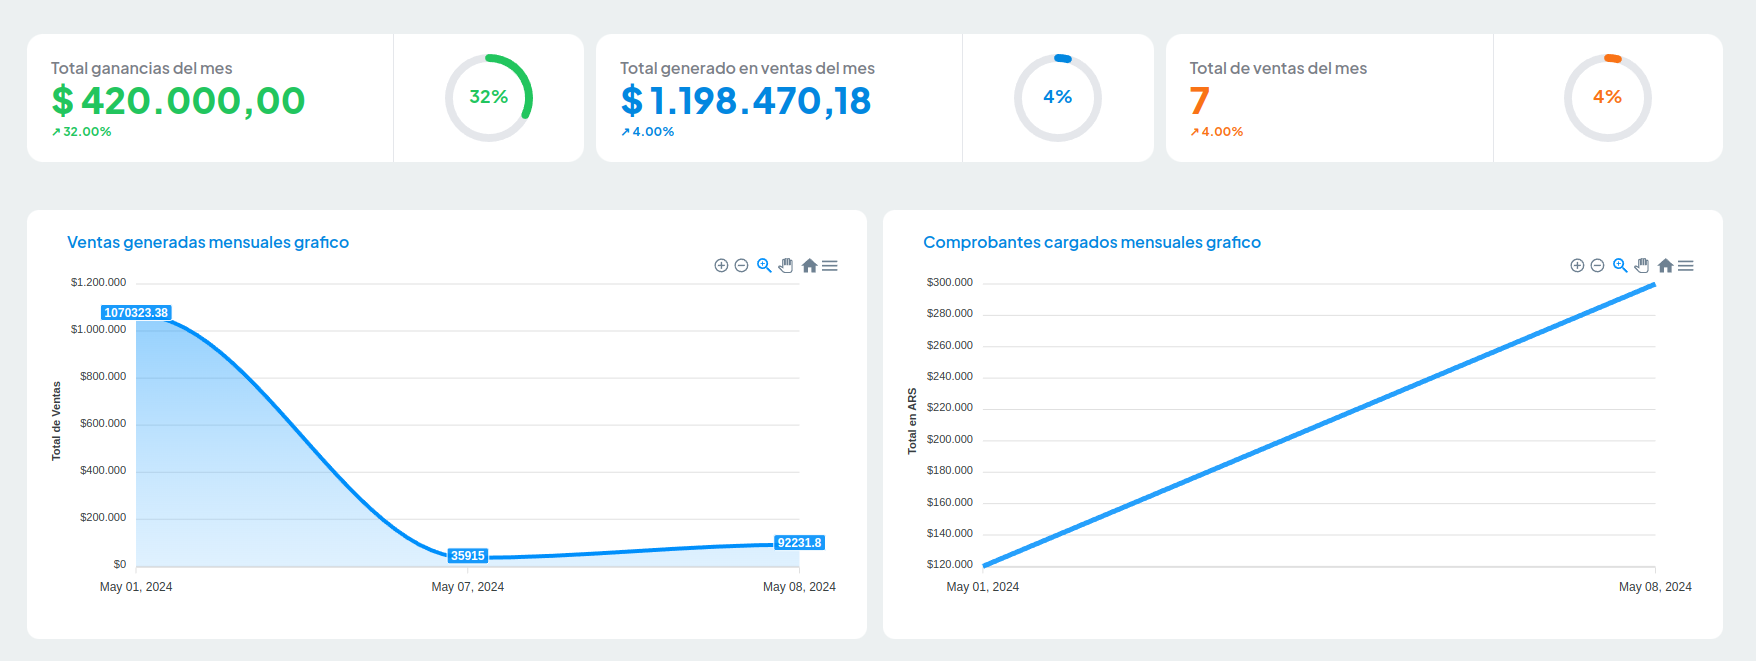 Total ganancias del mes
$ 420.000,00
↗ 32.00%
32%
Total generado en ventas del mes
$ 1.198.470,18
↗ 4.00%
4%
Total de ventas del mes
7
↗ 4.00%
4%
Ventas generadas mensuales grafico
$1.200.000
$1.000.000
$800.000
$600.000
$400.000
$200.000
$0
Total de Ventas
1070323.38
35915
92231.8
May 01, 2024
May 07, 2024
May 08, 2024
Comprobantes cargados mensuales grafico
$300.000
$280.000
$260.000
$240.000
$220.000
$200.000
$180.000
$160.000
$140.000
$120.000
Total en ARS
May 01, 2024
May 08, 2024